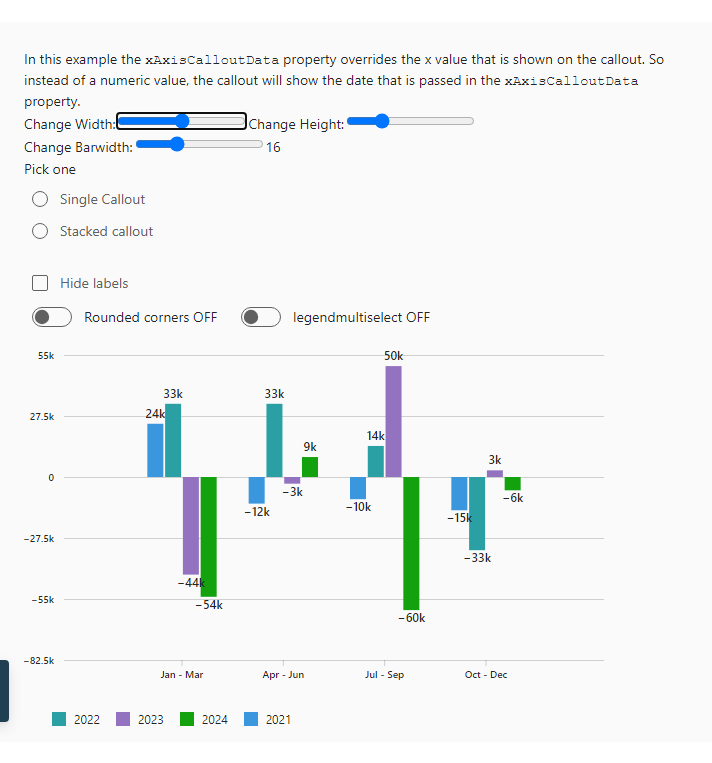 In this example the xAxisCalloutData property overrides the x value that is shown on the callout. So
instead of a numeric value, the callout will show the date that is passed in the xAxisCalloutData
property.
Change Width: Change Height:
Change Barwidth: 16
Pick one
Single Callout
Stacked callout
Hide labels
Rounded corners OFF legendmultiselect OFF
55k
50k
33k 33k
24k
27.5k
14k
9k
3k
0
−3k
−6k
−10k
−12k
−15k
−27.5k
−33k
−44k
−55k
−54k
−60k
−82.5k
Jan - Mar Apr - Jun Jul - Sep Oct - Dec
2022 2023 2024 2021